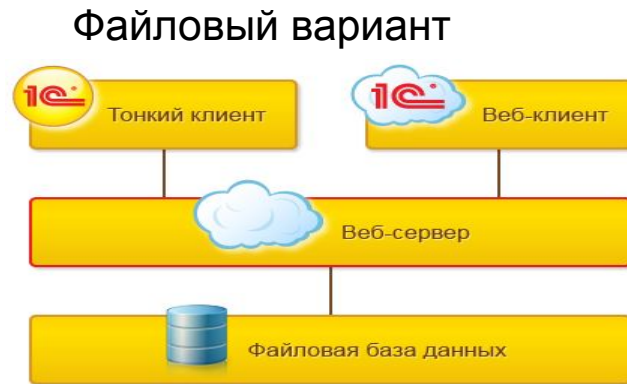 Файловый вариант
1С
Тонкий клиент
1С
Веб-клиент
Веб-сервер
Файловая база данных